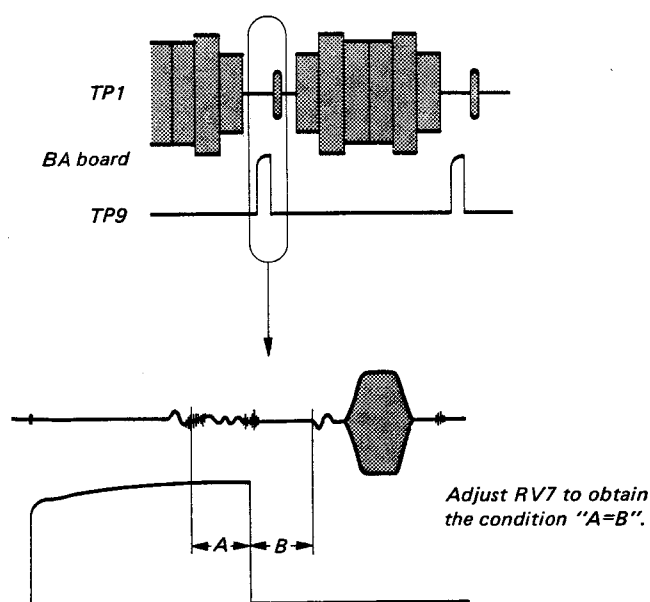 TP1
BA board
TP9
A
B
Adjust RV7 to obtain
the condition "A=B".